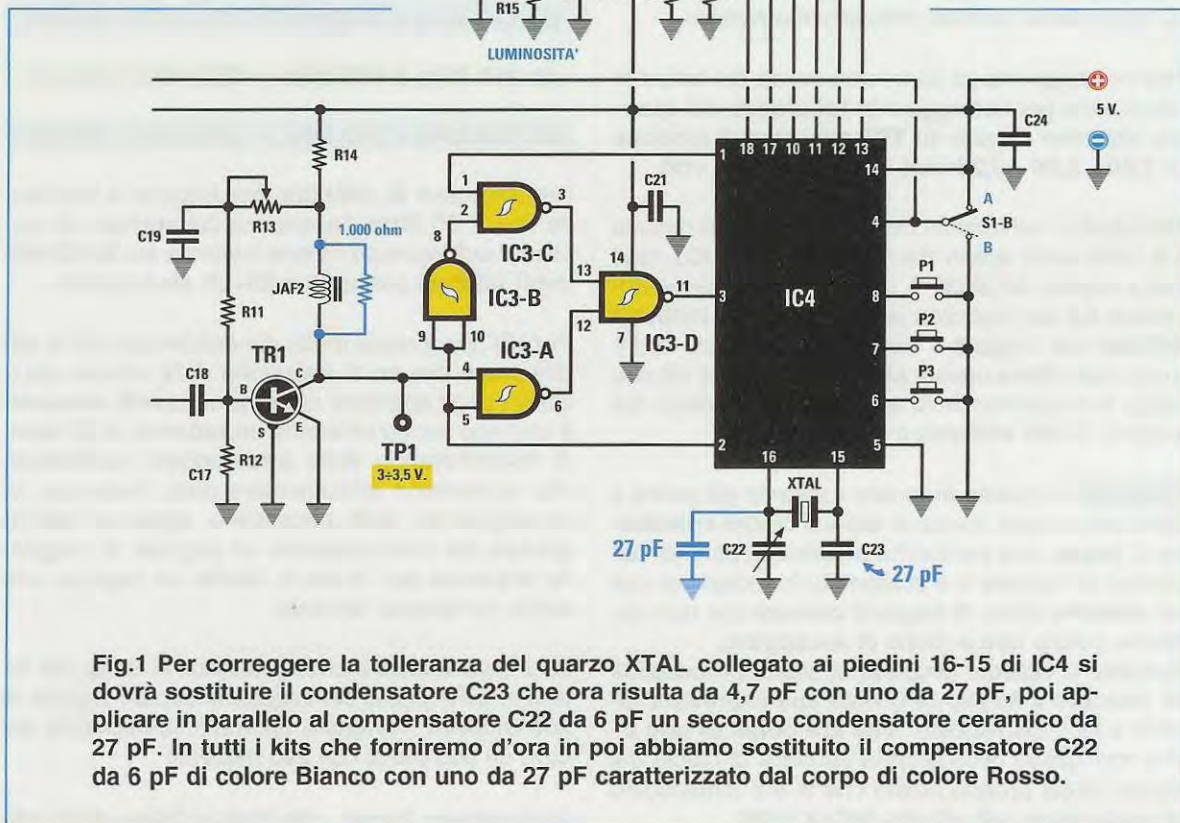 R15
LUMINOSITA'
5 V.
C24
R14
18 17 10 11 12 13
1
14
1
2
3
C21
4
A
S1-B
B
C19
R13
1.000 ohm
IC3-C
8
14
13
P1
JAF2
IC3-B
11
3
IC4
8
R11
12
P2
9
10
IC3-A
7
IC3-D
7
TR1
4
P3
C18
B
C
6
6
5
E
S
TP1
2
5
C17
R12
3÷3,5 V.
16
15
XTAL
27 pF
C22
C23
27 pF
Fig.1 Per correggere la tolleranza del quarzo XTAL collegato ai piedini 16-15 di IC4 si
dovrà sostituire il condensatore C23 che ora risulta da 4,7 pF con uno da 27 pF, poi ap-
plicare in parallelo al compensatore C22 da 6 pF un secondo condensatore ceramico da
27 pF. In tutti i kits che forniremo d'ora in poi abbiamo sostituito il compensatore C22
da 6 pF di colore Bianco con uno da 27 pF caratterizzato dal corpo di colore Rosso.